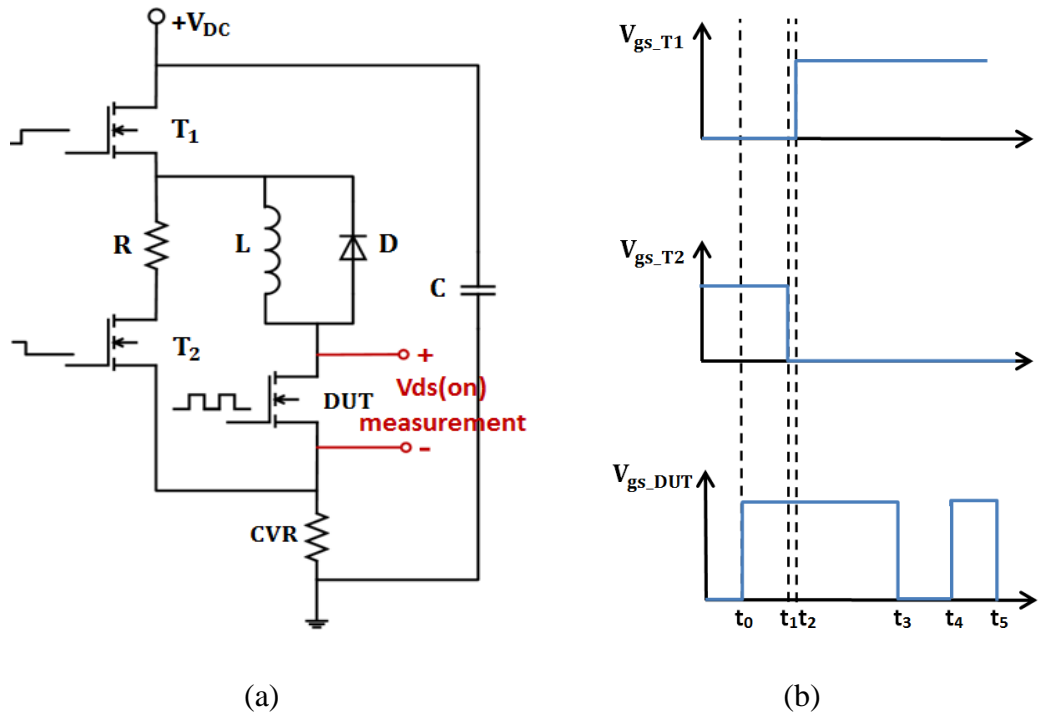 +V_DC
T_1
R
L
D
C
T_2
+
DUT
Vds(on)
measurement
-
CVR
(a)
V_gs_T1
V_gs_T2
V_gs_DUT
t_0
t_1 t_2
t_3
t_4
t_5
(b)